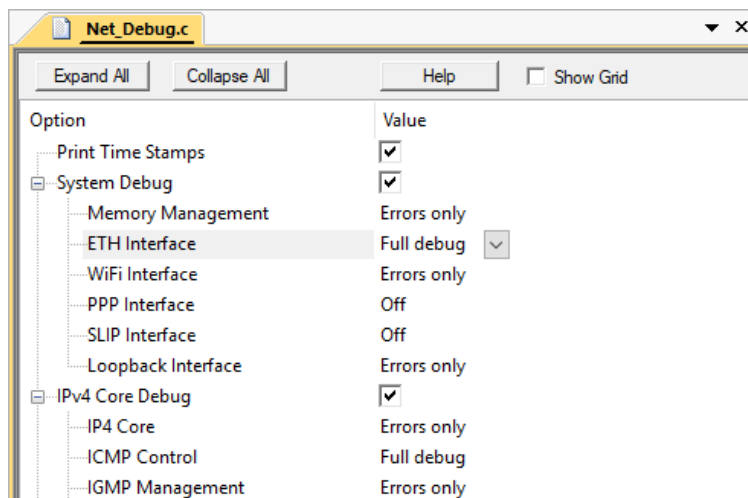 Net_Debug.c
Expand All Collapse All Help Show Grid
Option Value
Print Time Stamps
System Debug
Memory Management Errors only
ETH Interface Full debug
WiFi Interface Errors only
PPP Interface Off
SLIP Interface Off
Loopback Interface Errors only
IPv4 Core Debug
IP4 Core Errors only
ICMP Control Full debug
IGMP Management Errors only